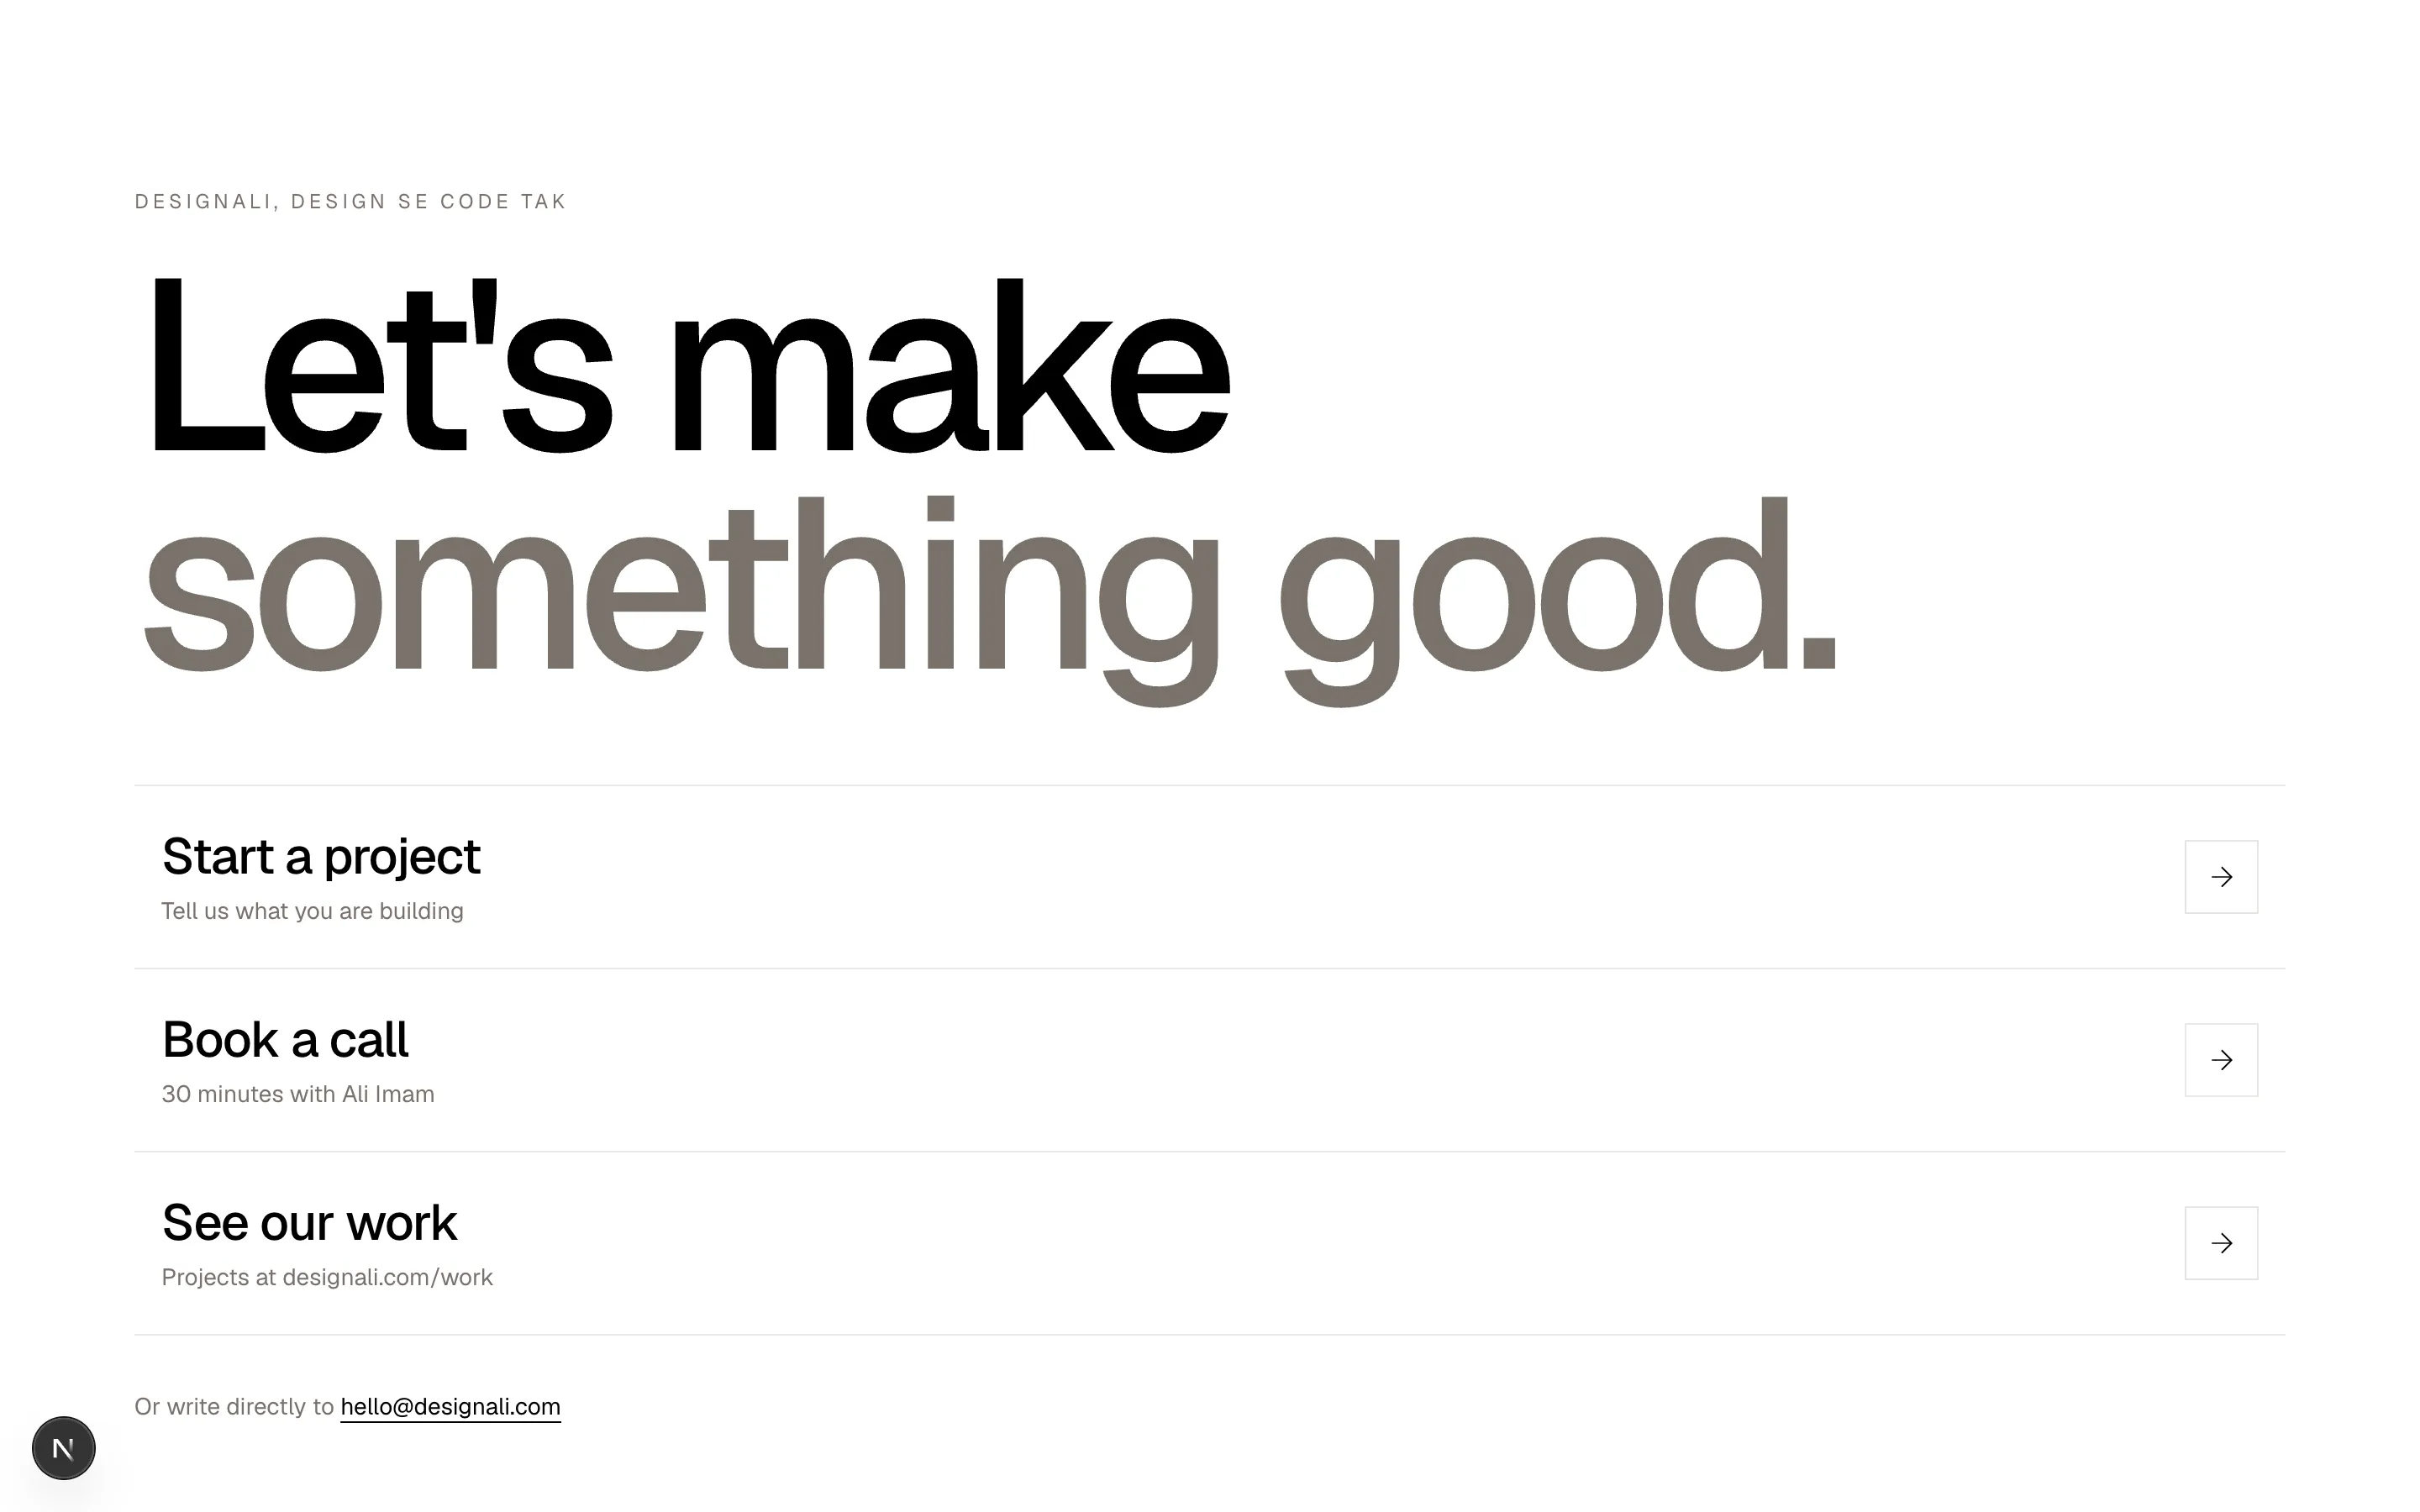 DESIGNALI, DESIGN SE CODE TAK
Let's make
something good.
Start a project
Tell us what you are building
Book a call
30 minutes with Ali Imam
See our work
Projects at designali.com/work
Or write directly to hello@designali.com
N